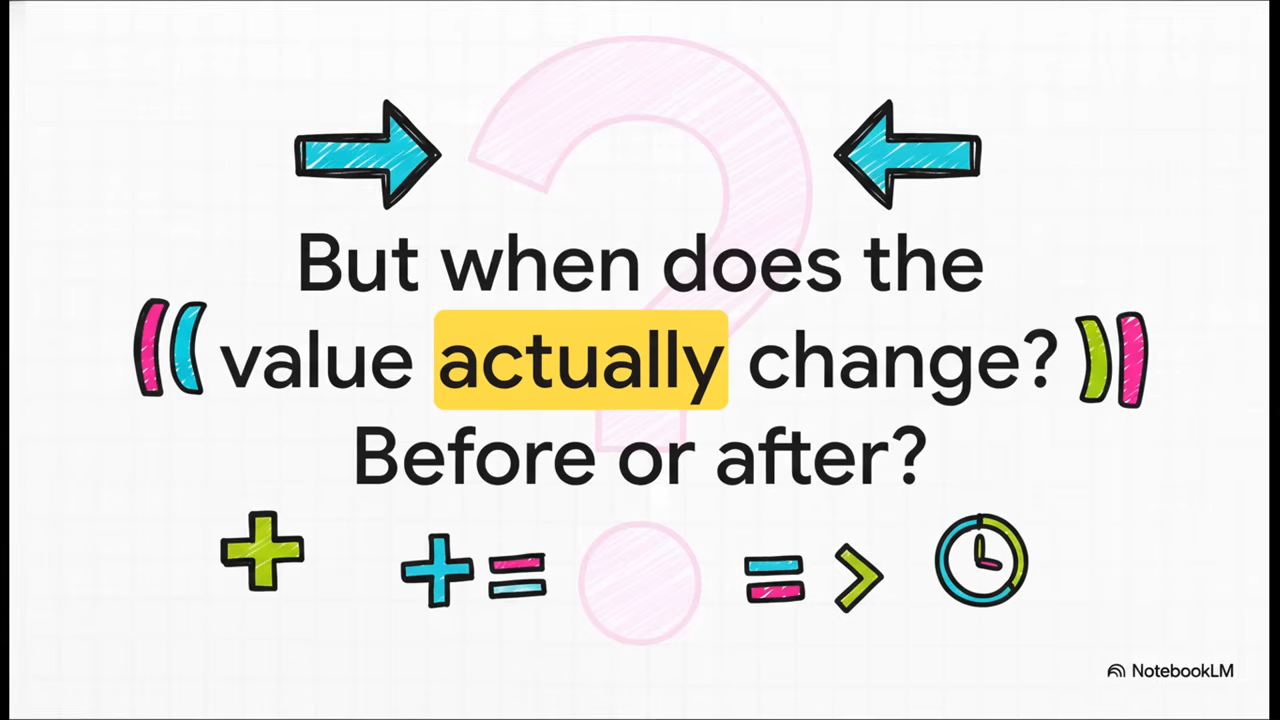 But when does the
value actually change?
Before or after?
+ += => 
NotebookLM